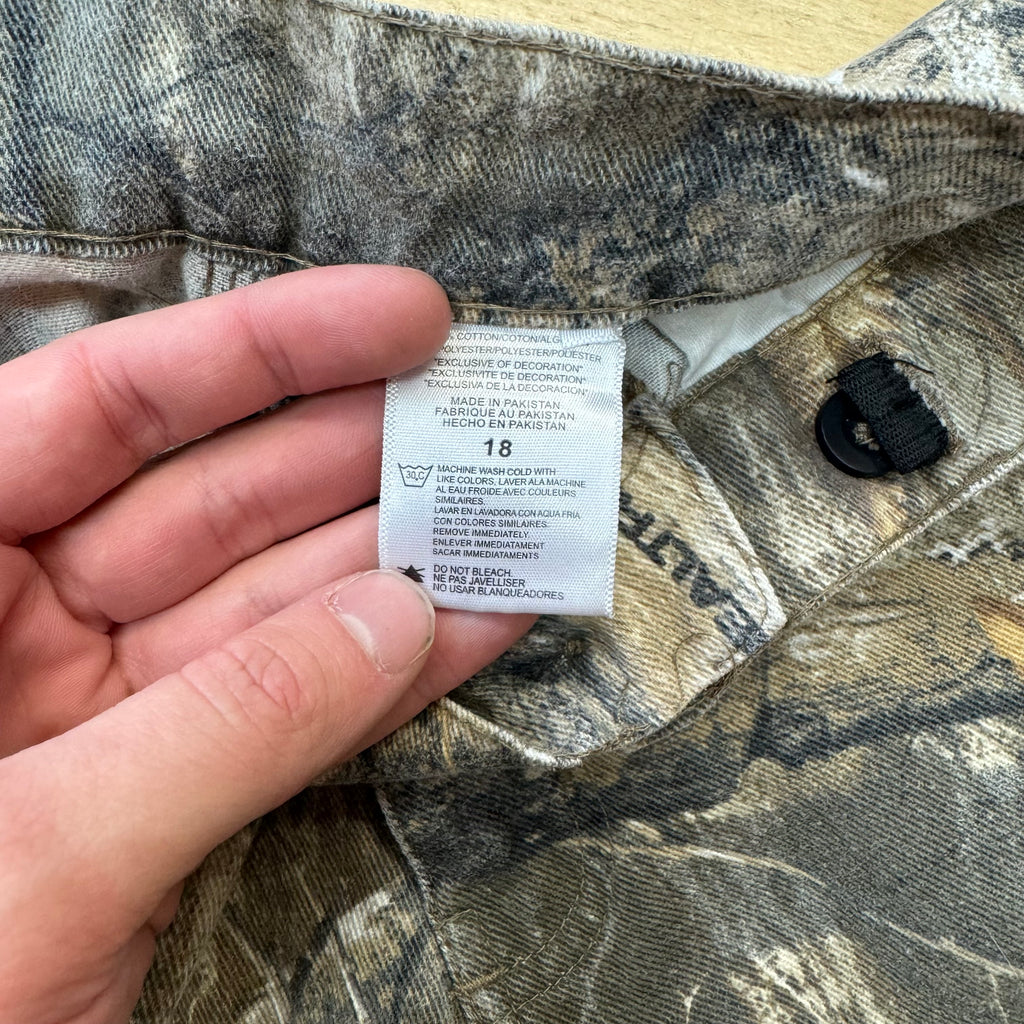 COTTON/COTON/ALG
POLYESTER/POLYESTER/POLIESTER
*EXCLUSIVE OF DECORATION*
*EXCLUSIVITE DE DECORATION*
*EXCLUSIVA DE LA DECORACION*
MADE IN PAKISTAN
FABRIQUE AU PAKISTAN
HECHO EN PAKISTAN
18
30.C
MACHINE WASH COLD WITH
LIKE COLORS, LAVER ALA MACHINE
AL EAU FROIDE AVEC COULEURS
SIMILAIRES.
LAVAR EN LAVADORA CON AQUA FRIA
CON COLORES SIMILARES.
REMOVE IMMEDIATELY.
ENLEVER IMMEDIATAMENT
SACAR IMMEDIATAMENTS
DO NOT BLEACH.
NE PAS JAVELLISER
NO USAR BLANQUEADORES
EALTR